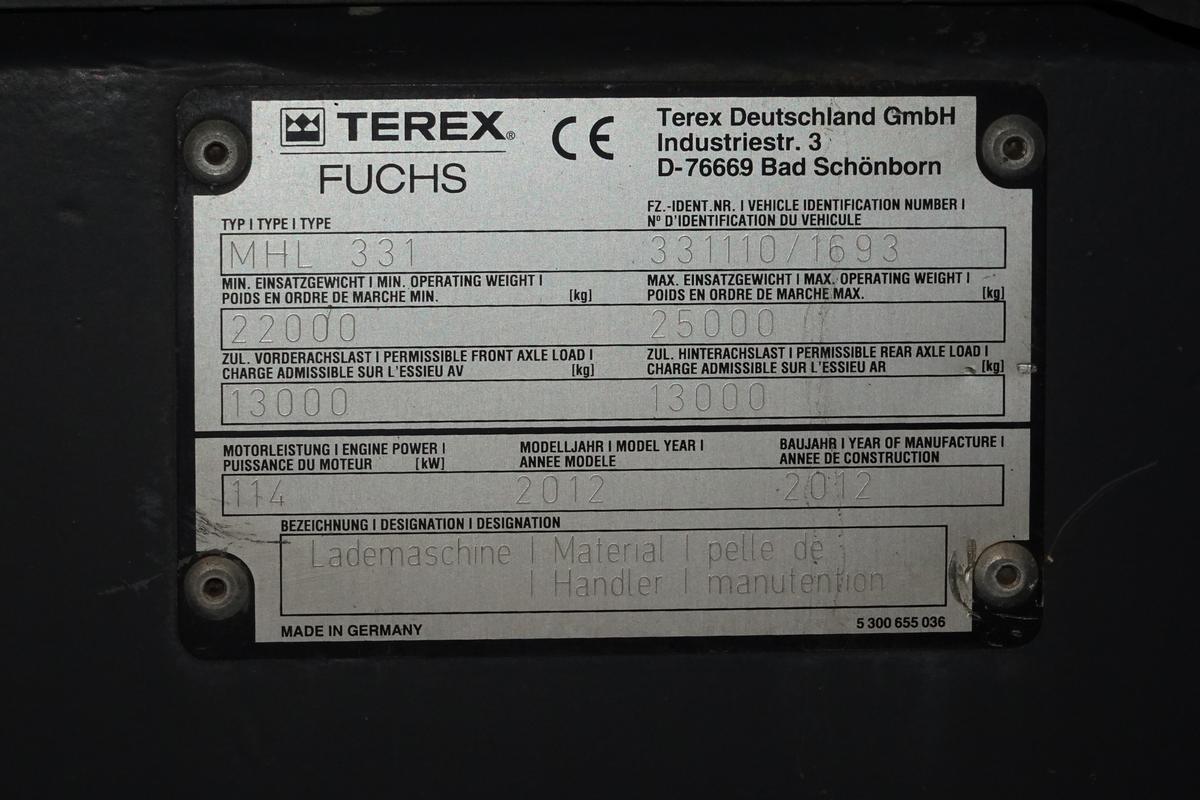 TEREX®
FUCHS
CE
Terex Deutschland GmbH
Industriestr. 3
D-76669 Bad Schönborn
TYP I TYPE I TYPE
FZ.-IDENT.NR. I VEHICLE IDENTIFICATION NUMBER I
Nº D'IDENTIFICATION DU VEHICULE
MHL 331 331110/1693
MIN. EINSATZGEWICHT I MIN. OPERATING WEIGHT I
POIDS EN ORDRE DE MARCHE MIN. [kg]
MAX. EINSATZGEWICHT I MAX. OPERATING WEIGHT I
POIDS EN ORDRE DE MARCHE MAX. [kg]
22000 25000
ZUL. VORDERACHSLAST I PERMISSIBLE FRONT AXLE LOAD I
CHARGE ADMISSIBLE SUR L'ESSIEU AV [kg]
ZUL. HINTERACHSLAST I PERMISSIBLE REAR AXLE LOAD I
CHARGE ADMISSIBLE SUR L'ESSIEU AR [kg]
13000 13000
MOTORLEISTUNG I ENGINE POWER I
PUISSANCE DU MOTEUR [kW]
MODELLJAHR I MODEL YEAR I
ANNEE MODELE
BAUJAHR I YEAR OF MANUFACTURE I
ANNEE DE CONSTRUCTION
114 2012 2012
BEZEICHNUNG I DESIGNATION I DESIGNATION
Lademaschine | Material | pelle de
| Handler | manutention
MADE IN GERMANY 5 300 655 036